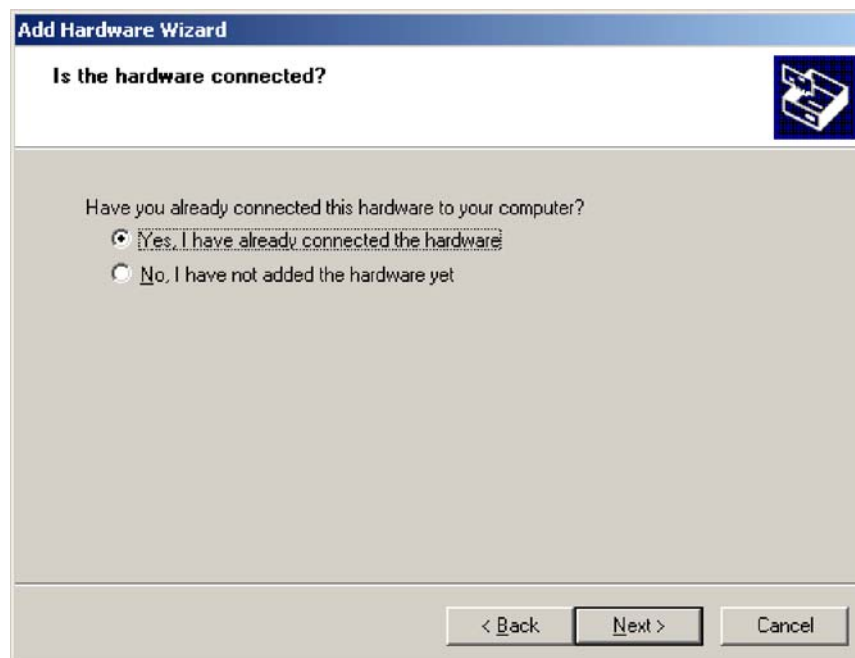 Add Hardware Wizard
Is the hardware connected?
Have you already connected this hardware to your computer?
Yes, I have already connected the hardware
No, I have not added the hardware yet
< Back Next > Cancel